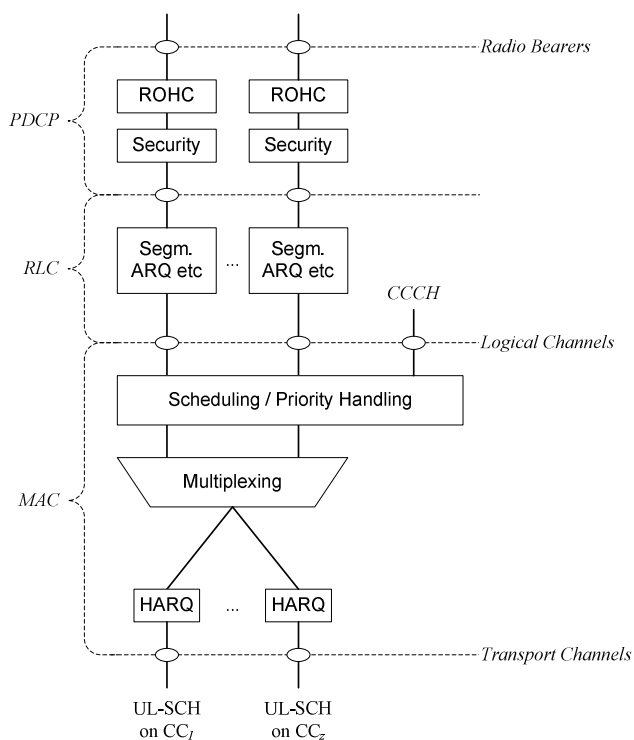 Radio Bearers
ROHC
ROHC
PDCP
Security
Security
Segm.
ARQ etc
...
Segm.
ARQ etc
RLC
CCCH
Logical Channels
Scheduling / Priority Handling
Multiplexing
MAC
HARQ
...
HARQ
Transport Channels
UL-SCH
on CC1
UL-SCH
on CCz